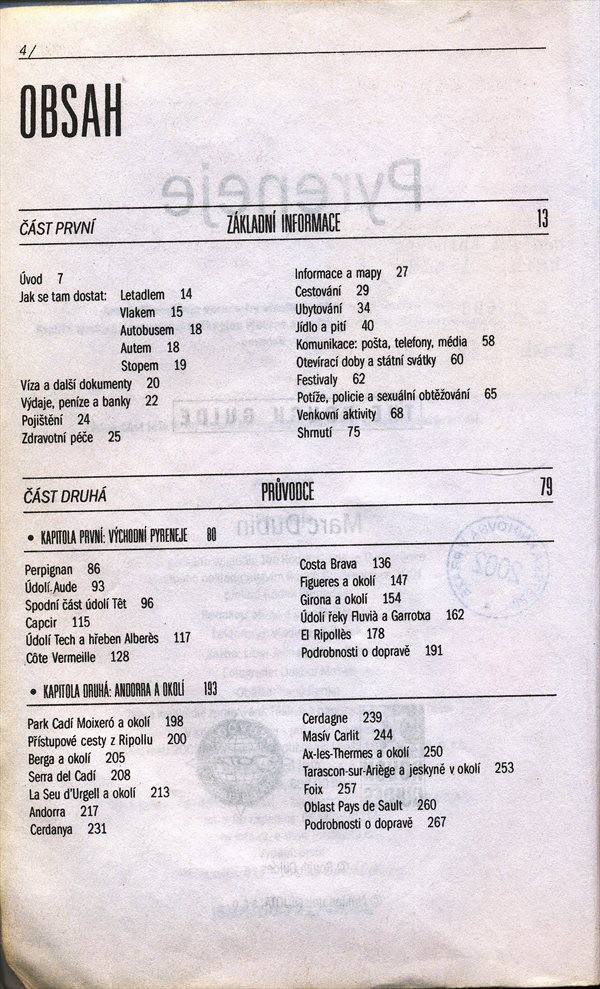 4/
OBSAH
ČÁST PRVNÍ ZÁKLADNÍ INFORMACE 13
Úvod 7
Jak se tam dostat: Letadlem 14
Vlakem 15
Autobusem 18
Autem 18
Stopem 19
Víza a další dokumenty 20
Výdaje, peníze a banky 22
Pojištění 24
Zdravotní péče 25
Informace a mapy 27
Cestování 29
Ubytování 34
Jídlo a pití 40
Komunikace: pošta, telefony, média 58
Otevírací doby a státní svátky 60
Festivaly 62
Potíže, policie a sexuální obtěžování 65
Venkovní aktivity 68
Shrnutí 75
ČÁST DRUHÁ PRŮVODCE 79
• KAPITOLA PRVNÍ: VÝCHODNÍ PYRENEJE 80
Perpignan 86
Údolí Aude 93
Spodní část údolí Têt 96
Capcir 115
Údolí Tech a hřeben Alberès 117
Côte Vermeille 128
Costa Brava 136
Figueres a okolí 147
Girona a okolí 154
Údolí řeky Fluvià a Garrotxa 162
El Ripollès 178
Podrobnosti o dopravě 191
• KAPITOLA DRUHÁ: ANDORRA A OKOLÍ 193
Park Cadí Moixeró a okolí 198
Přístupové cesty z Ripollu 200
Berga a okolí 205
Serra del Cadí 208
La Seu d'Urgell a okolí 213
Andorra 217
Cerdanya 231
Cerdagne 239
Masív Carlit 244
Ax-les-Thermes a okolí 250
Tarascon-sur-Ariège a jeskyně v okolí 253
Foix 257
Oblast Pays de Sault 260
Podrobnosti o dopravě 267
Pyreneje
THE ROUGH GUIDE
Marc Dubin
2002